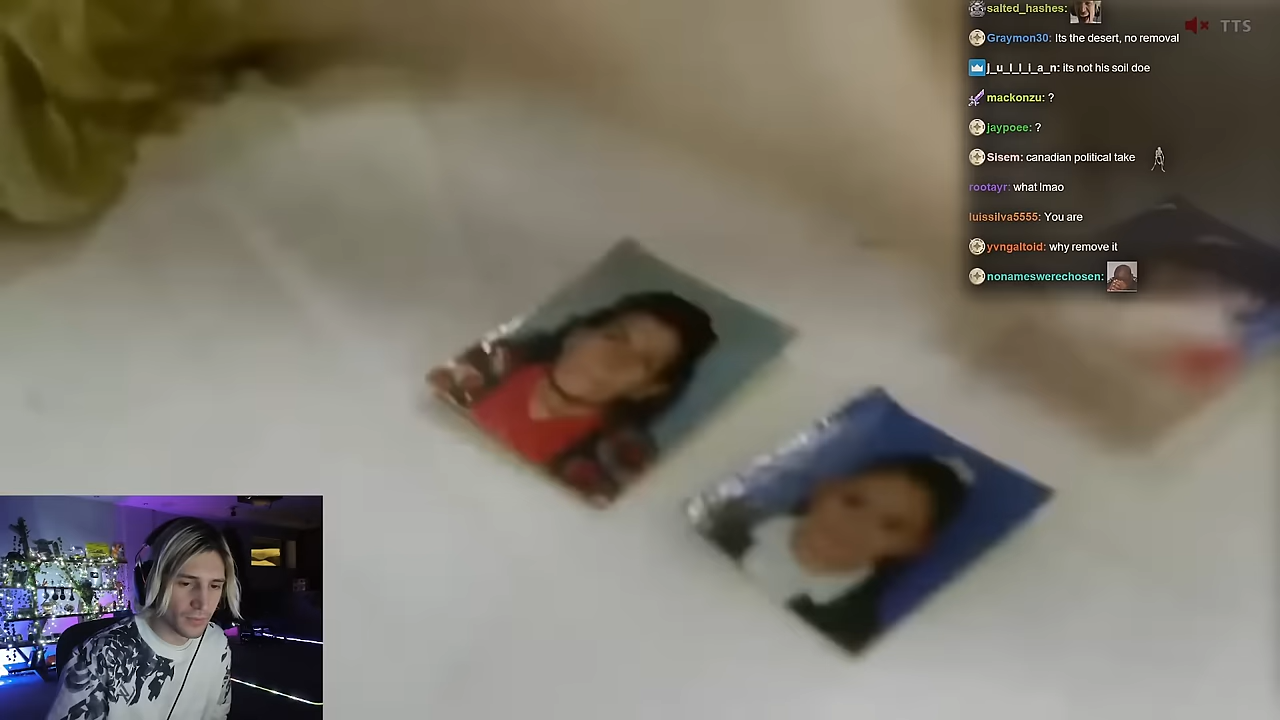 salted_hashes:
TTS
Graymon30: Its the desert, no removal
j_u_l_l_a_n: its not his soil doe
mackonzu: ?
jaypoee: ?
Sisem: canadian political take
rootayr: what lmao
luissilva5555: You are
yvngaltoid: why remove it
nonameswerechosen: